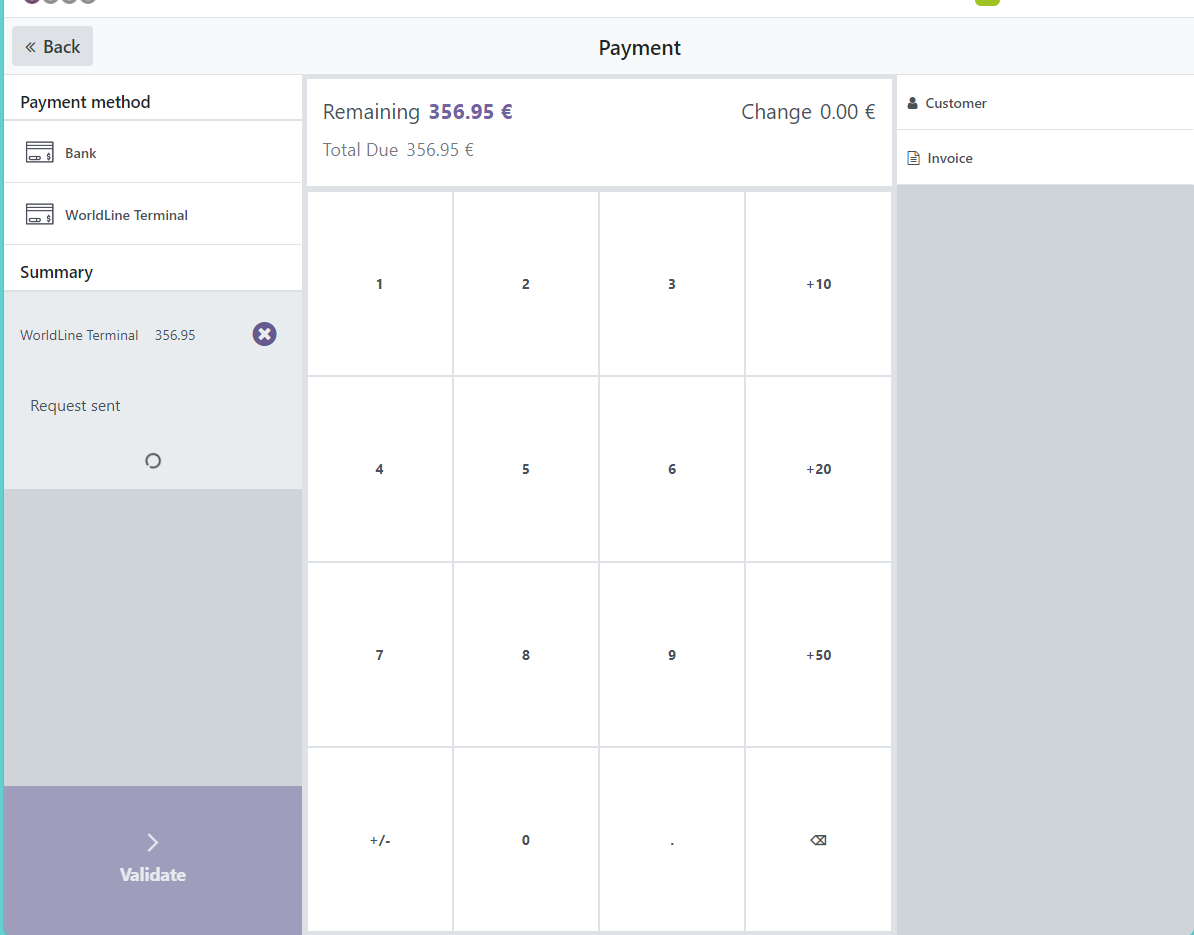 « Back
Payment
Payment method
Bank
WorldLine Terminal
Summary
WorldLine Terminal 356.95
Request sent
Validate
Remaining 356.95 €
Change 0.00 €
Total Due 356.95 €
1 2 3 +10
4 5 6 +20
7 8 9 +50
+/- 0 . ⌫
Customer
Invoice